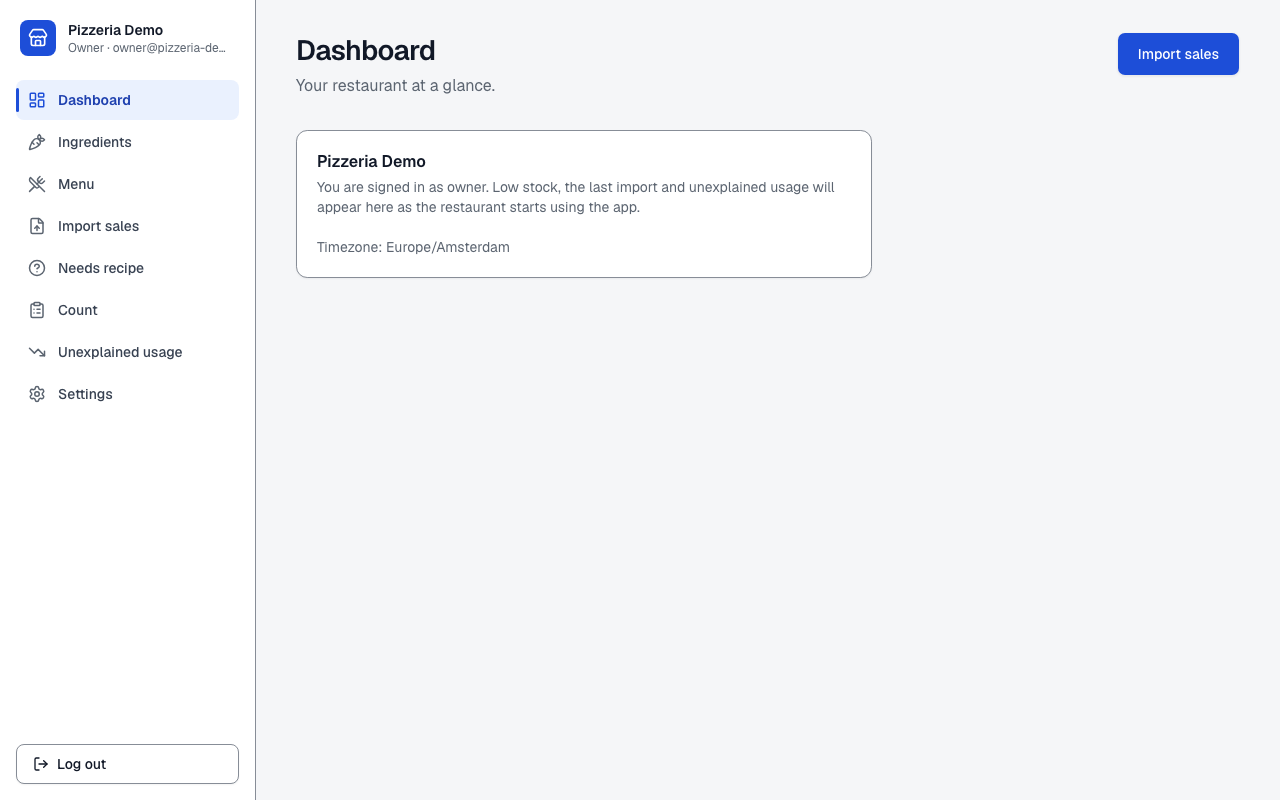 Pizzeria Demo
Owner · owner@pizzeria-de…
Dashboard
Ingredients
Menu
Import sales
Needs recipe
Count
Unexplained usage
Settings
Log out
Dashboard
Your restaurant at a glance.
Import sales
Pizzeria Demo
You are signed in as owner. Low stock, the last import and unexplained usage will
appear here as the restaurant starts using the app.
Timezone: Europe/Amsterdam